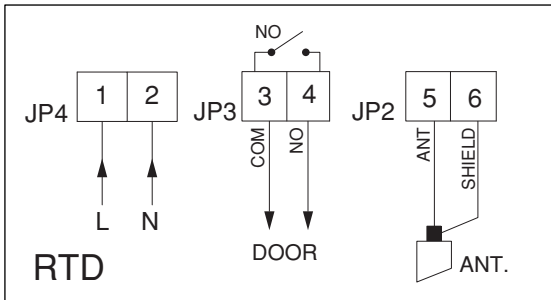 NO
JP4 1 2
JP3 3 4
JP2 5 6
COM NO
ANT SHIELD
L N
DOOR
ANT.
RTD